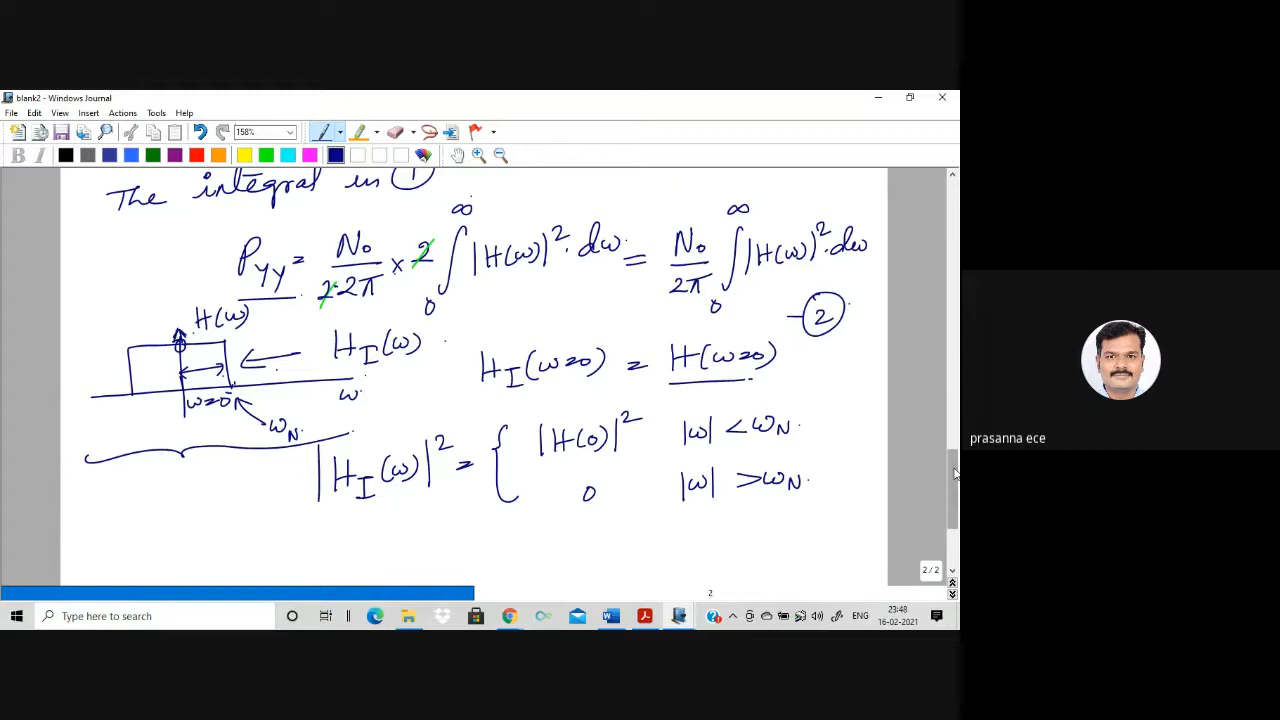 blank2 - Windows Journal
File Edit View Insert Actions Tools Help
158%
B I
The integral in ①
P_YY = N₀/(2·2π) × 2 ∫₀^∞ |H(ω)|². dω = N₀/2π ∫₀^∞ |H(ω)|². dω
— ②
H(ω)
H_I(ω)
H_I(ω=0) = H(ω=0)
ω=0
ω
ω_N
|H_I(ω)|² = { |H(0)|² |ω| < ω_N
0 |ω| > ω_N
prasanna ece
2 / 2
2
Type here to search
ENG
23:48
16-02-2021